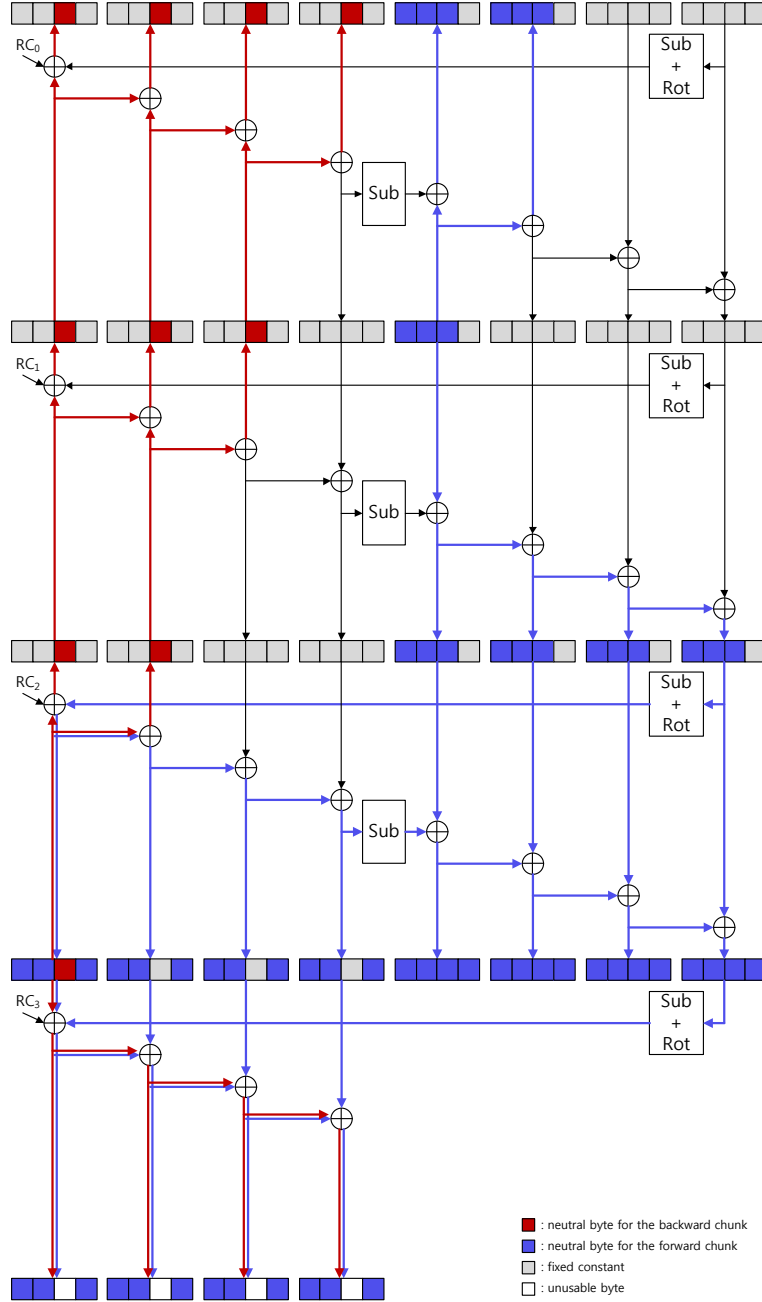 RC0
Sub
+
Rot
Sub
RC1
Sub
+
Rot
Sub
RC2
Sub
+
Rot
Sub
RC3
Sub
+
Rot
: neutral byte for the backward chunk
: neutral byte for the forward chunk
: fixed constant
: unusable byte